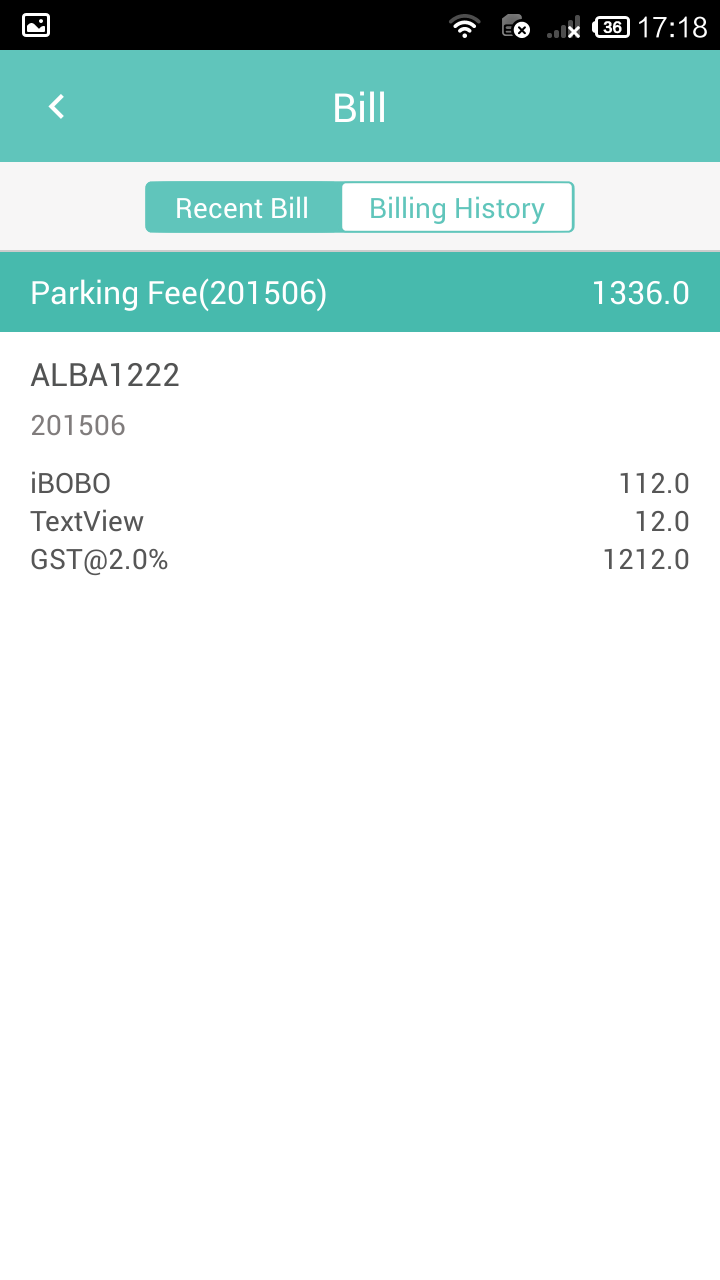 36 17:18
Bill
Recent Bill Billing History
Parking Fee(201506) 1336.0
ALBA1222
201506
iBOBO 112.0
TextView 12.0
GST@2.0% 1212.0